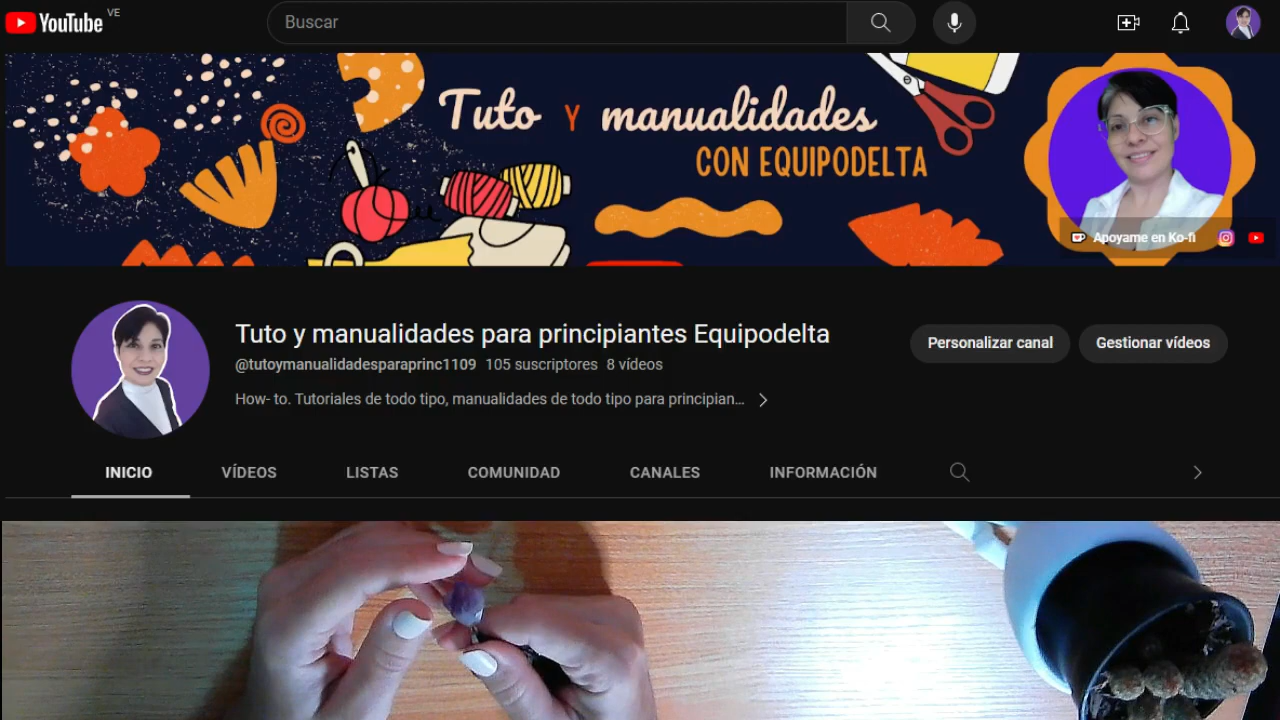 YouTube VE
Buscar
Tuto Y manualidades
CON EQUIPODELTA
Apoyame en Ko-fi
Tuto y manualidades para principiantes Equipodelta
Personalizar canal
Gestionar vídeos
@tutoymanualidadesparaprinc1109 105 suscriptores 8 vídeos
How- to. Tutoriales de todo tipo, manualidades de todo tipo para principian...
INICIO
VÍDEOS
LISTAS
COMUNIDAD
CANALES
INFORMACIÓN